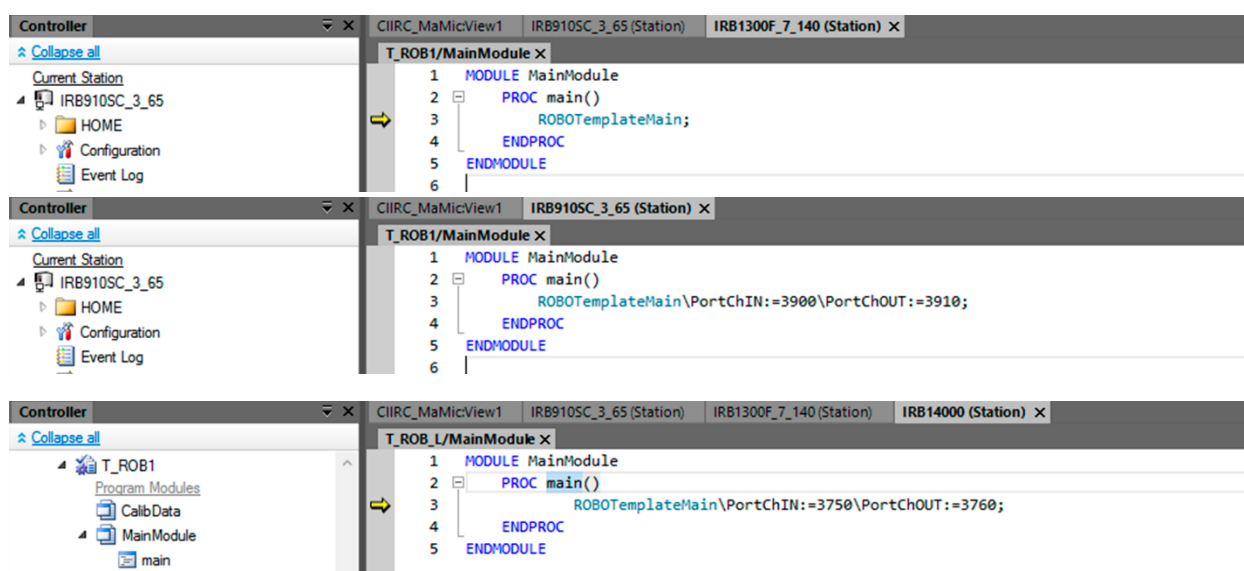 Controller
CIIRC_MaMic:View1 IRB910SC_3_65 (Station) IRB1300F_7_140 (Station)
Collapse all
T_ROB1/MainModule
Current Station
IRB910SC_3_65
HOME
Configuration
Event Log
1 MODULE MainModule
2 PROC main()
3 ROBOTemplateMain;
4 ENDPROC
5 ENDMODULE
6
Controller
CIIRC_MaMic:View1 IRB910SC_3_65 (Station)
Collapse all
T_ROB1/MainModule
Current Station
IRB910SC_3_65
HOME
Configuration
Event Log
1 MODULE MainModule
2 PROC main()
3 ROBOTemplateMain\PortChIN:=3900\PortChOUT:=3910;
4 ENDPROC
5 ENDMODULE
6
Controller
CIIRC_MaMic:View1 IRB910SC_3_65 (Station) IRB1300F_7_140 (Station) IRB14000 (Station)
Collapse all
T_ROB_L/MainModule
T_ROB1
Program Modules
CalibData
MainModule
main
1 MODULE MainModule
2 PROC main()
3 ROBOTemplateMain\PortChIN:=3750\PortChOUT:=3760;
4 ENDPROC
5 ENDMODULE